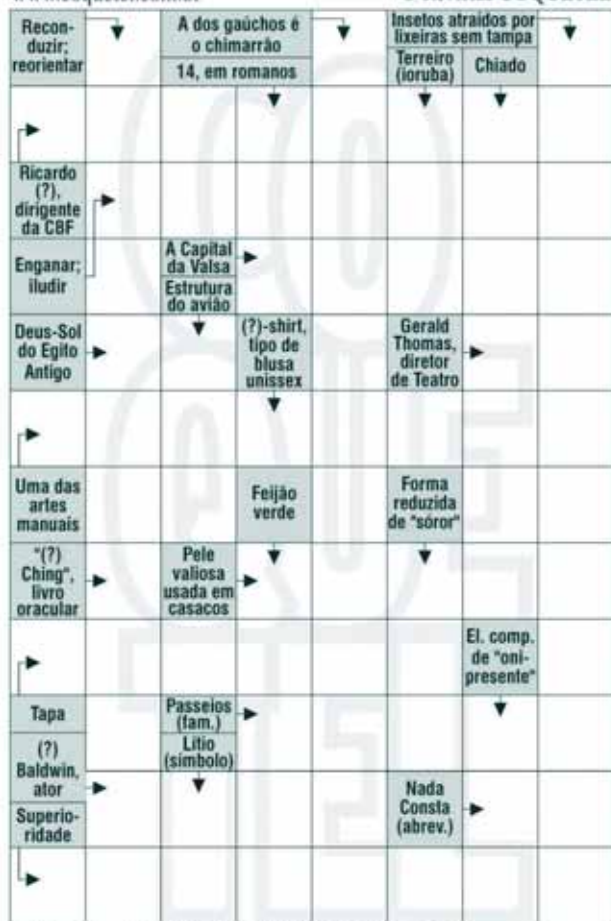 Recon-
duzir;
reorientar
A dos gaúchos é
o chimarrão
14, em romanos
Insetos atraídos por
lixeiras sem tampa
Terreiro
(ioruba)
Chiado
Ricardo
(?),
dirigente
da CBF
Enganar;
iludir
A Capital
da Valsa
Estrutura
do avião
Deus-Sol
do Egito
Antigo
(?)-shirt,
tipo de
blusa
unissex
Gerald
Thomas,
diretor
de Teatro
Uma das
artes
manuais
Feijão
verde
Forma
reduzida
de "sóror"
"(?)
Ching",
livro
oracular
Pele
valiosa
usada em
casacos
El. comp.
de "oni-
presente"
Tapa
Passeios
(fam.)
Lítio
(símbolo)
(?)
Baldwin,
ator
Nada
Consta
(abrev.)
Superio-
ridade